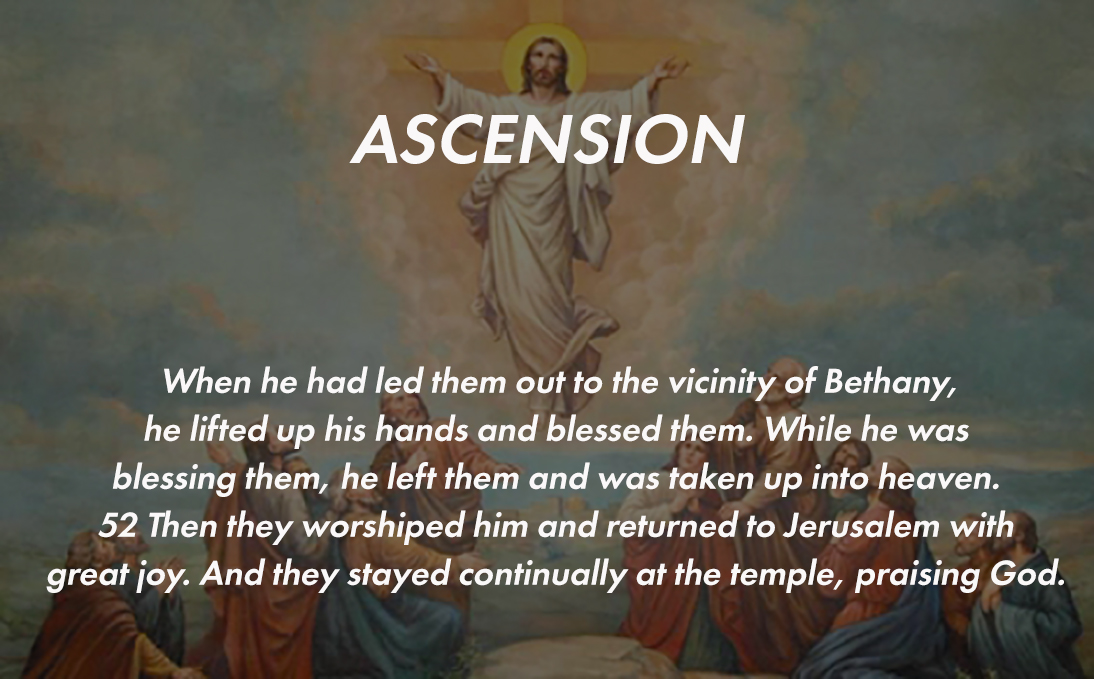 ASCENSION
When he had led them out to the vicinity of Bethany,
he lifted up his hands and blessed them. While he was
blessing them, he left them and was taken up into heaven.
52 Then they worshiped him and returned to Jerusalem with
great joy. And they stayed continually at the temple, praising God.